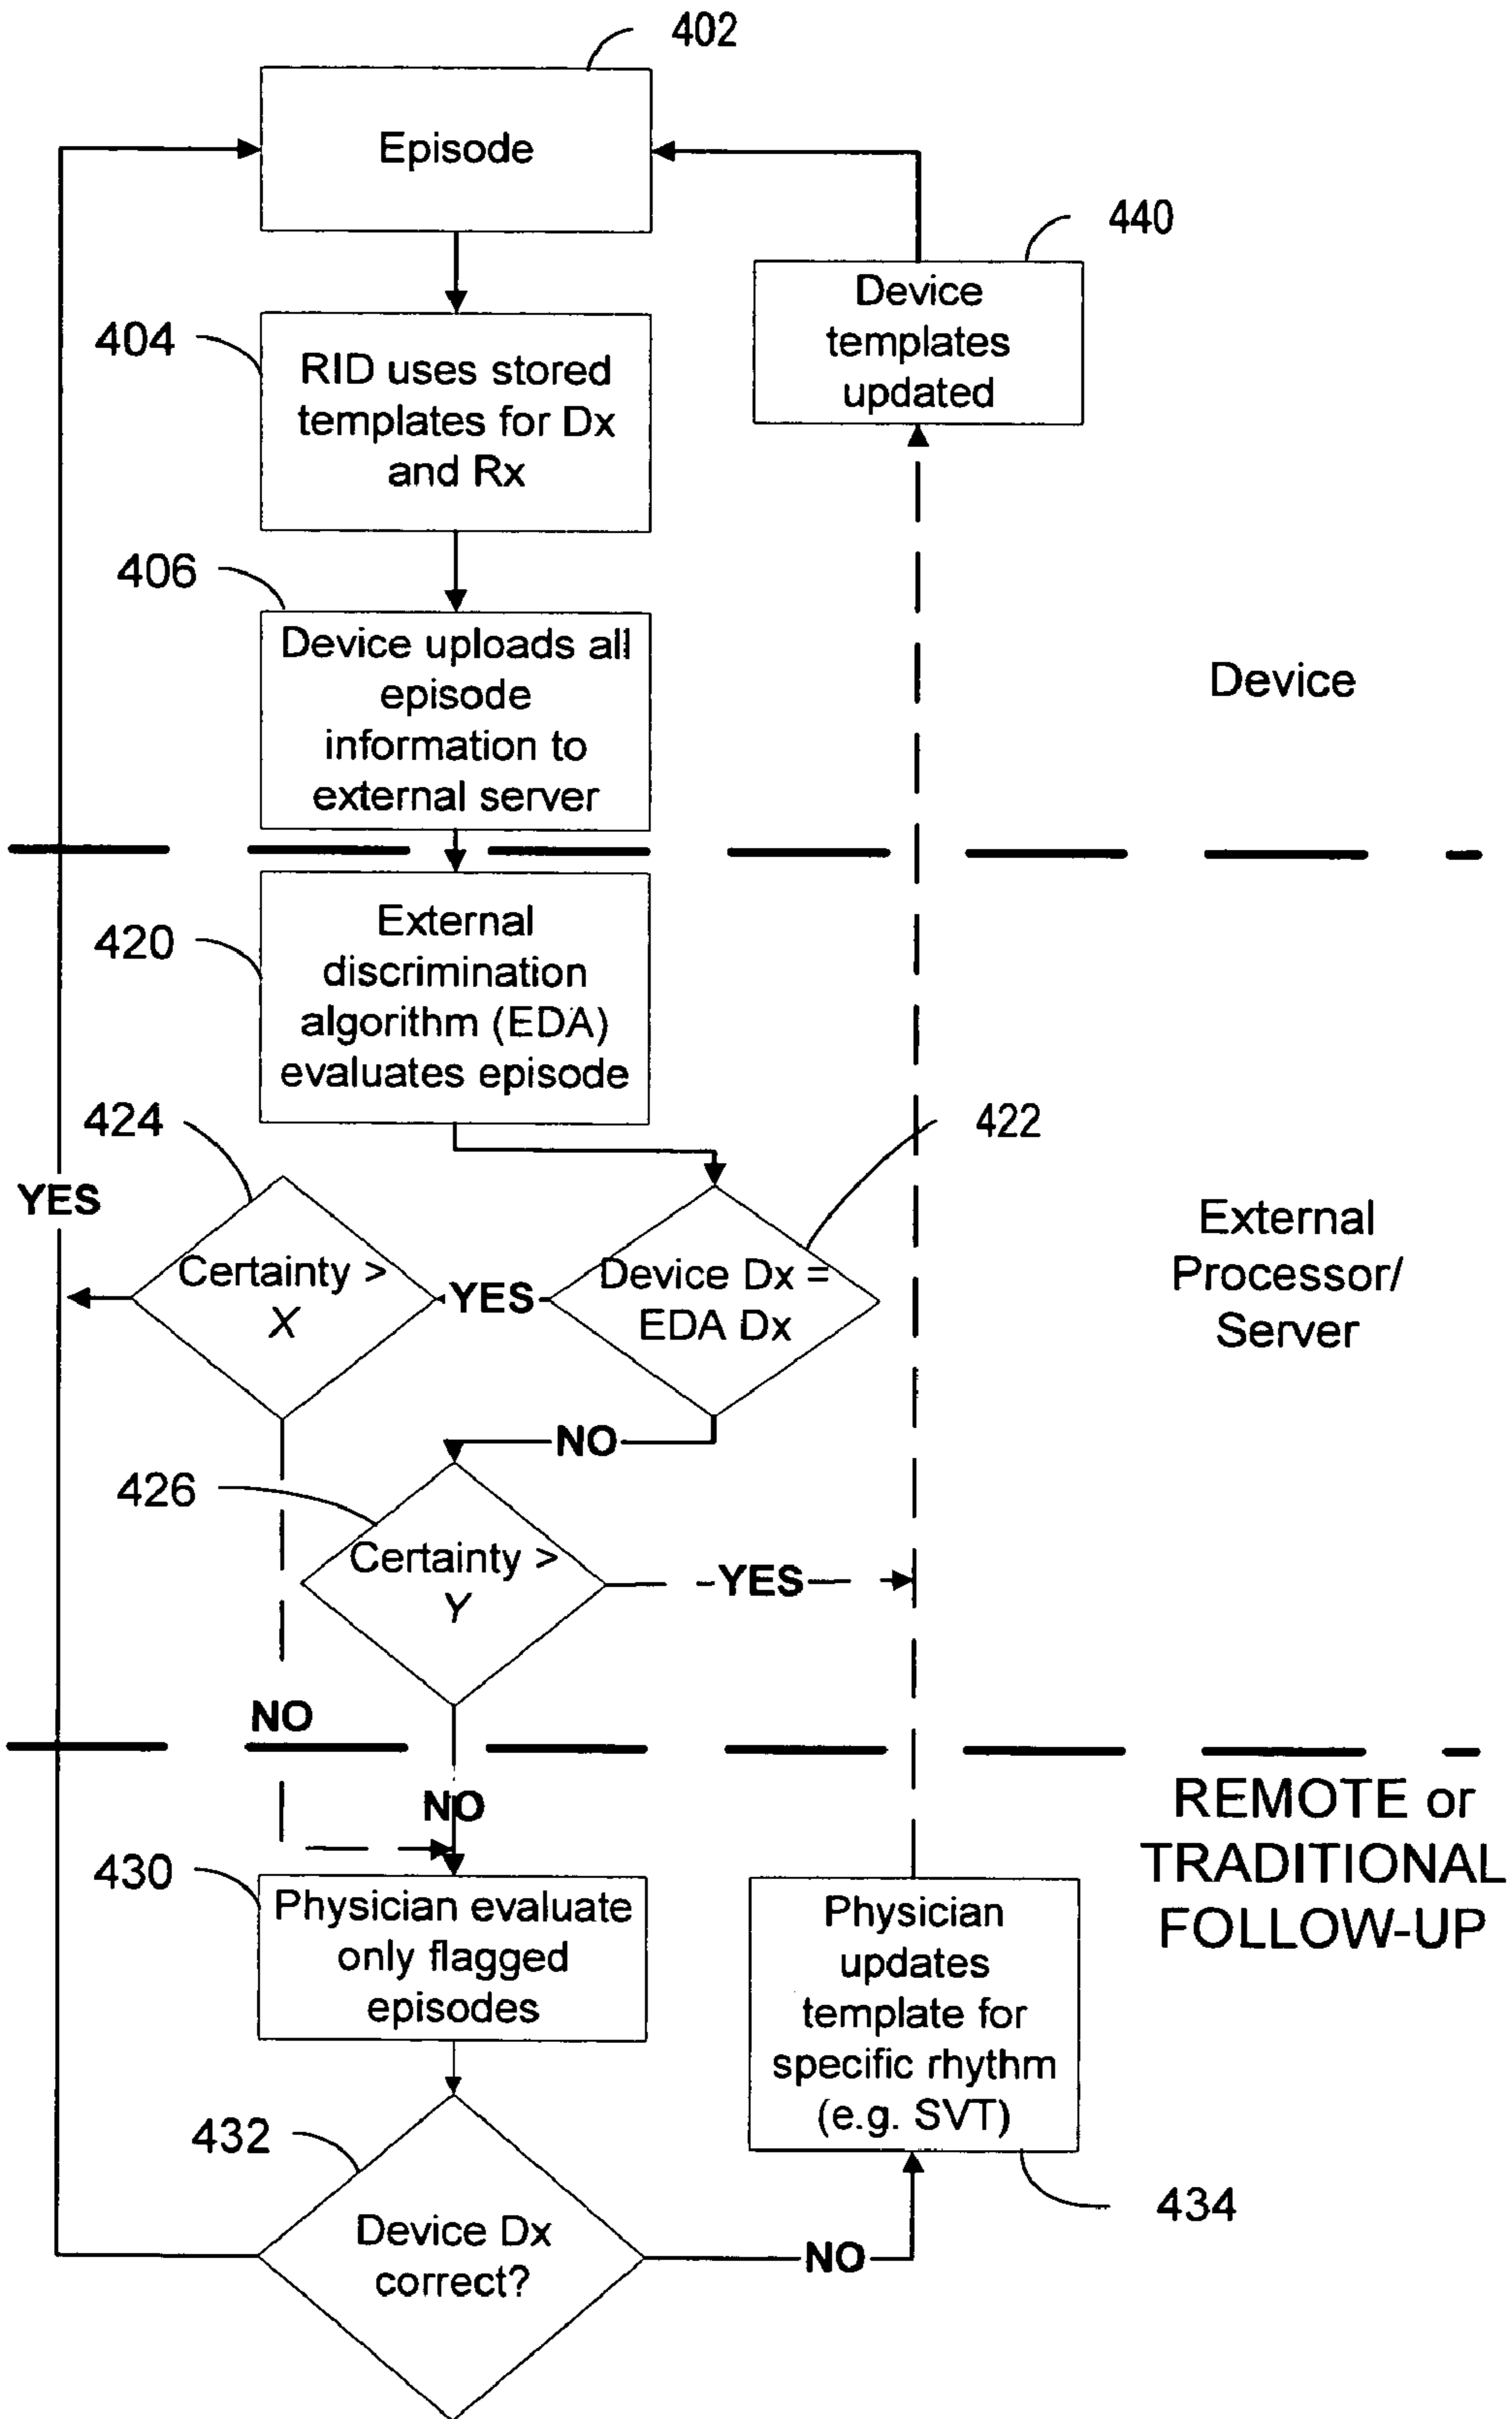 402
Episode
440
Device
templates
updated
404
RID uses stored
templates for Dx
and Rx
406
Device uploads all
episode
information to
external server
Device
420
External
discrimination
algorithm (EDA)
evaluates episode
424
422
YES
Certainty >
X
YES
Device Dx =
EDA Dx
External
Processor/
Server
NO
426
Certainty >
Y
YES
NO
NO
REMOTE or
TRADITIONAL
FOLLOW-UP
430
Physician evaluate
only flagged
episodes
Physician
updates
template for
specific rhythm
(e.g. SVT)
432
434
Device Dx
correct?
NO